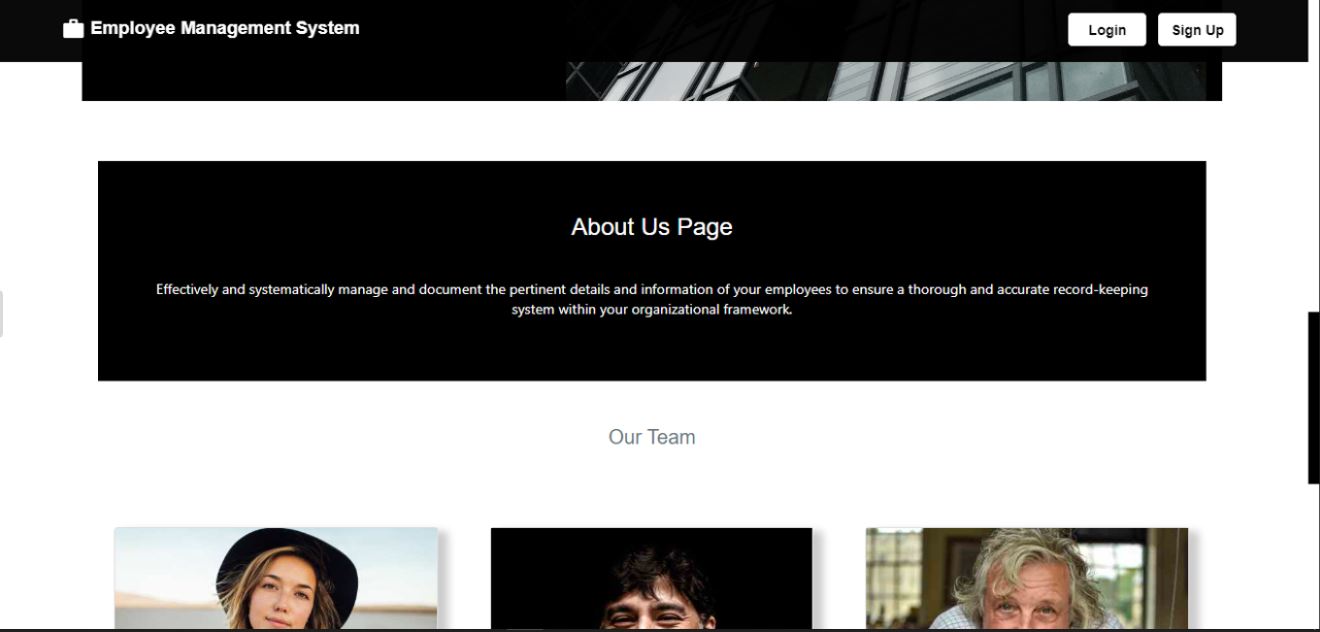 Employee Management System
Login
Sign Up
About Us Page
Effectively and systematically manage and document the pertinent details and information of your employees to ensure a thorough and accurate record-keeping
system within your organizational framework.
Our Team